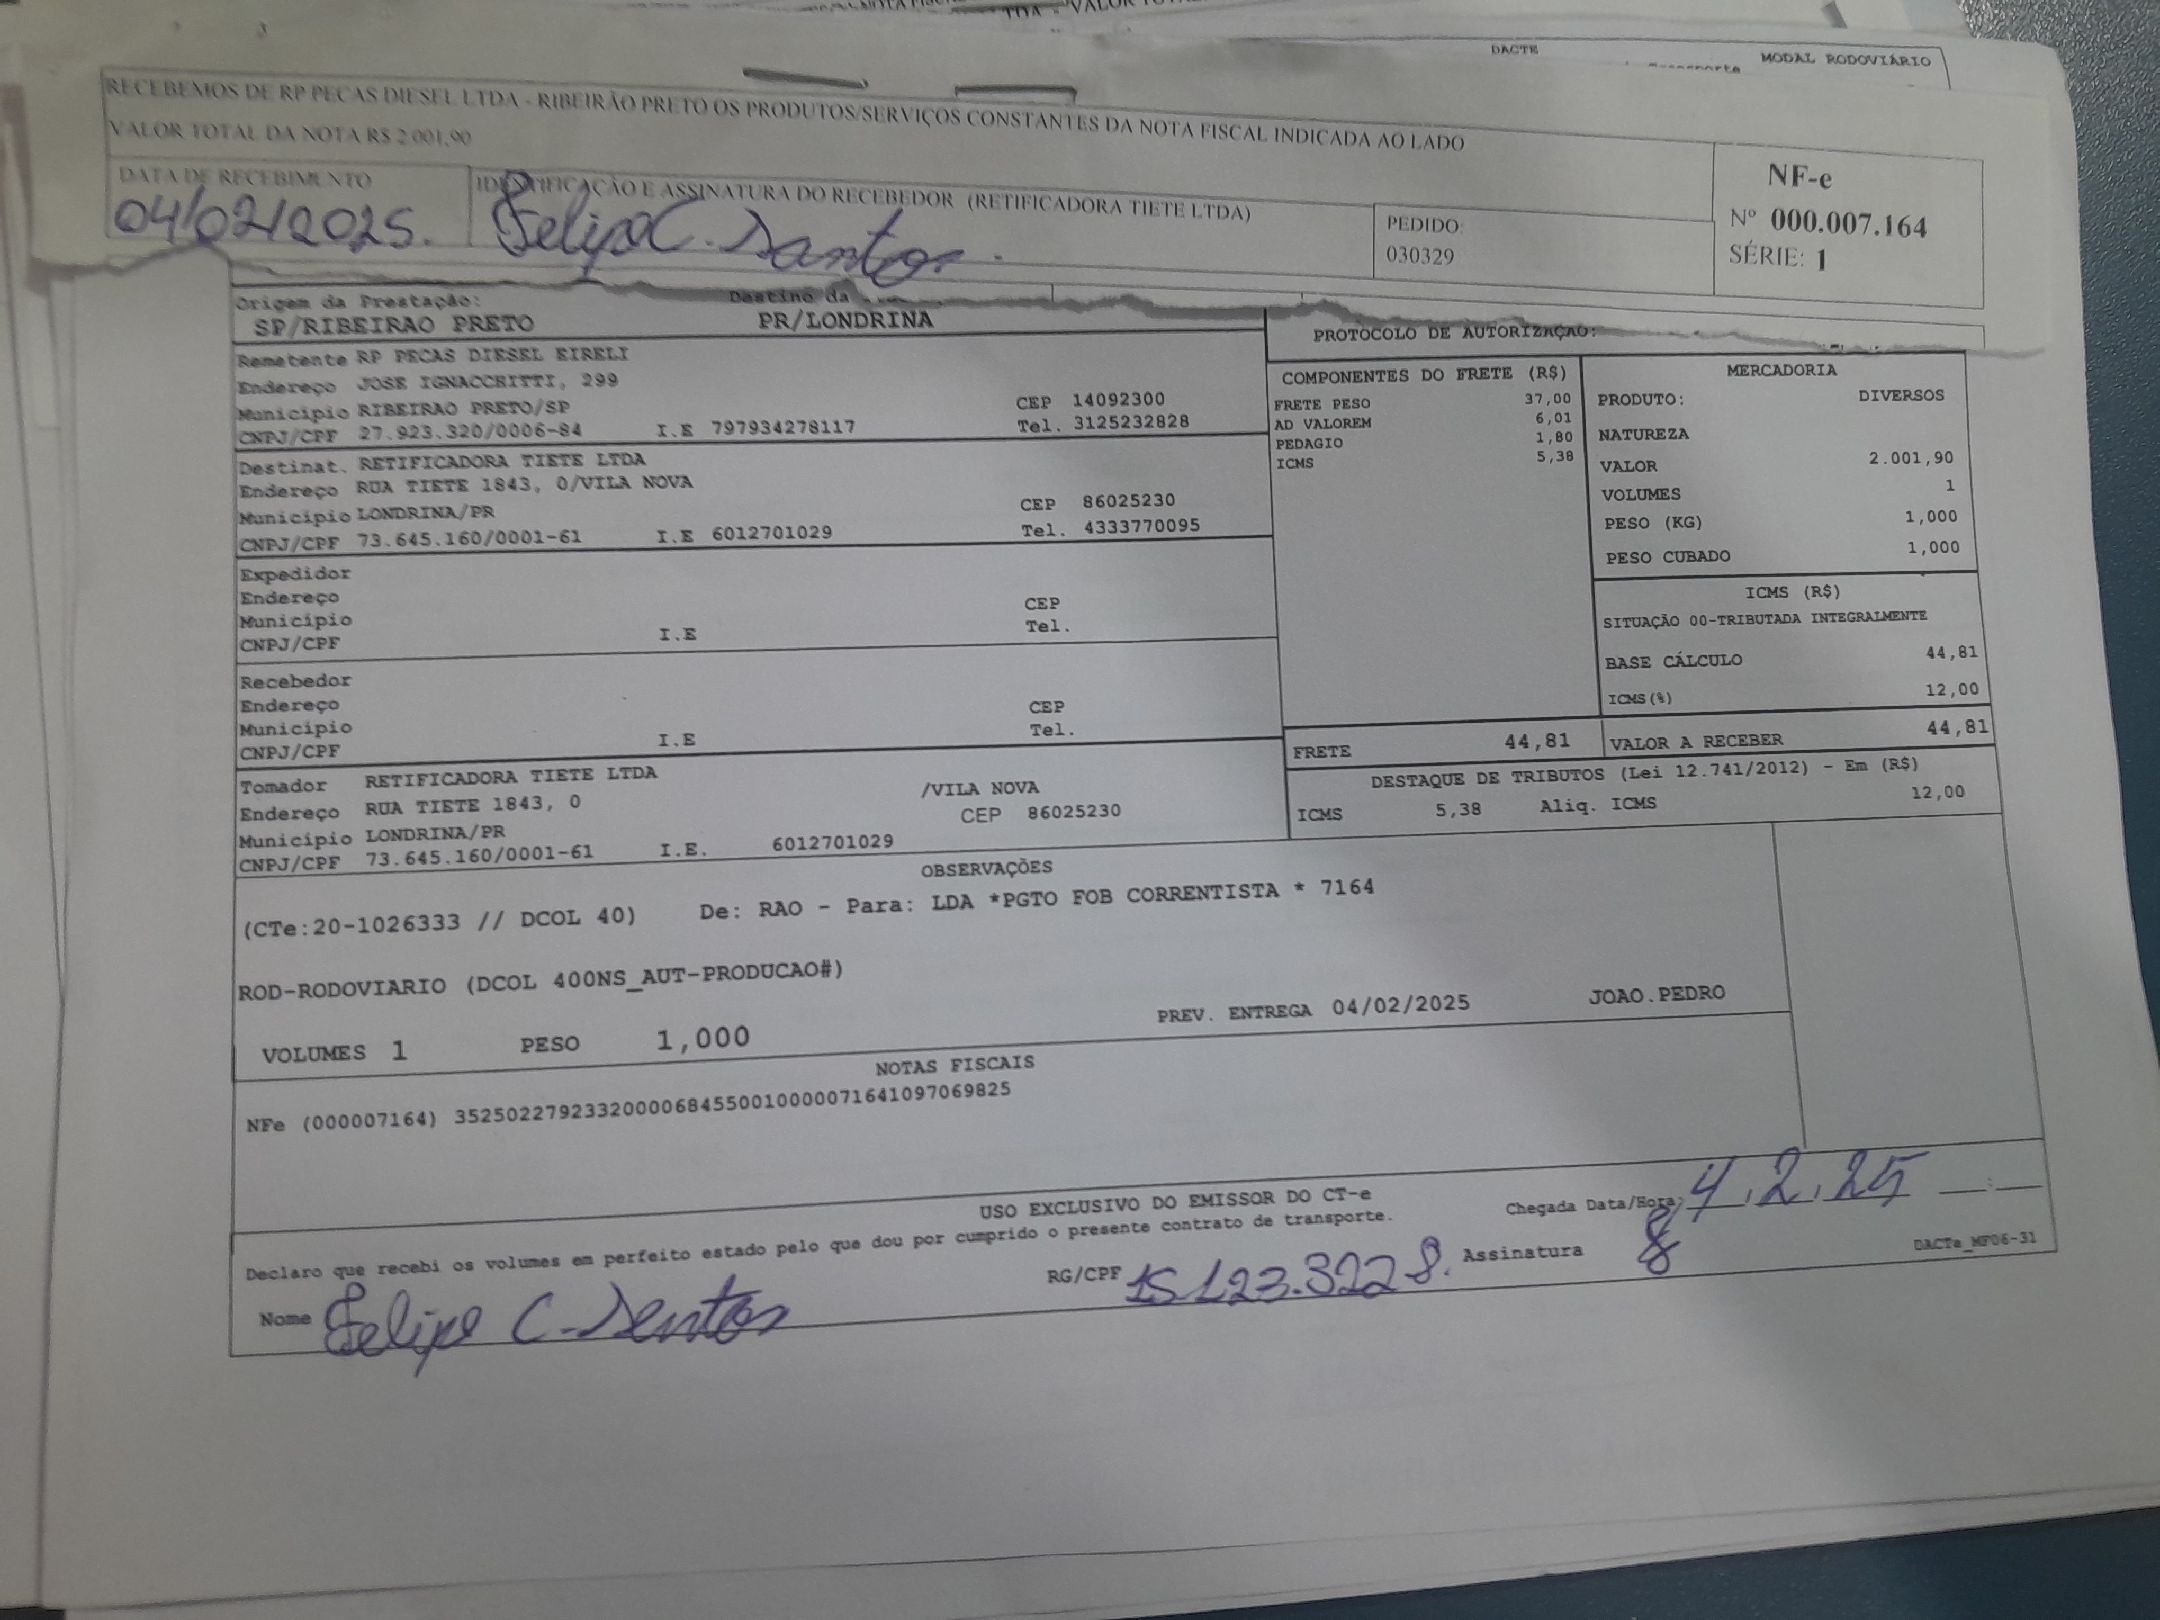 DACTE
MODAL RODOVIÁRIO
RECEBEMOS DE RP PECAS DIESEL LTDA - RIBEIRÃO PRETO OS PRODUTOS/SERVIÇOS CONSTANTES DA NOTA FISCAL INDICADA AO LADO
VALOR TOTAL DA NOTA R$ 2.001,90
DATA DE RECEBIMENTO
04/02/2025.
IDENTIFICAÇÃO E ASSINATURA DO RECEBEDOR (RETIFICADORA TIETE LTDA)
Felipe C. Santos.
PEDIDO:
030329
NF-e
Nº 000.007.164
SÉRIE: 1
Origem da Prestação: Destino da
SP/RIBEIRAO PRETO PR/LONDRINA
Remetente RP PECAS DIESEL EIRELI
Endereço JOSE IGNACCHITTI, 299
Município RIBEIRAO PRETO/SP CEP 14092300
CNPJ/CPF 27.923.320/0006-84 I.E 797934278117 Tel. 3125232828
Destinat. RETIFICADORA TIETE LTDA
Endereço RUA TIETE 1843, 0/VILA NOVA
Município LONDRINA/PR CEP 86025230
CNPJ/CPF 73.645.160/0001-61 I.E 6012701029 Tel. 4333770095
Expedidor
Endereço
Município CEP
CNPJ/CPF I.E Tel.
Recebedor
Endereço
Município CEP
CNPJ/CPF I.E Tel.
Tomador RETIFICADORA TIETE LTDA
Endereço RUA TIETE 1843, 0 /VILA NOVA
Município LONDRINA/PR CEP 86025230
CNPJ/CPF 73.645.160/0001-61 I.E. 6012701029
PROTOCOLO DE AUTORIZAÇAO:
COMPONENTES DO FRETE (R$)
FRETE PESO 37,00
AD VALOREM 6,01
PEDAGIO 1,80
ICMS 5,38
MERCADORIA
PRODUTO: DIVERSOS
NATUREZA
VALOR 2.001,90
VOLUMES 1
PESO (KG) 1,000
PESO CUBADO 1,000
ICMS (R$)
SITUAÇÃO 00-TRIBUTADA INTEGRALMENTE
BASE CÁLCULO 44,81
ICMS(%) 12,00
FRETE 44,81 VALOR A RECEBER 44,81
DESTAQUE DE TRIBUTOS (Lei 12.741/2012) - Em (R$)
ICMS 5,38 Aliq. ICMS 12,00
OBSERVAÇÕES
(CTe:20-1026333 // DCOL 40) De: RAO - Para: LDA *PGTO FOB CORRENTISTA * 7164
ROD-RODOVIARIO (DCOL 400NS_AUT-PRODUCAO#)
VOLUMES 1 PESO 1,000 PREV. ENTREGA 04/02/2025 JOAO.PEDRO
NOTAS FISCAIS
NFe (000007164) 35250227923320000684550010000071641097069825
USO EXCLUSIVO DO EMISSOR DO CT-e
Chegada Data/Hora: 4.2.25 __:__
Declaro que recebi os volumes em perfeito estado pelo que dou por cumprido o presente contrato de transporte.
Nome Felipe C. Santos RG/CPF 15.123.322 8. Assinatura
DACTe_MF06-31